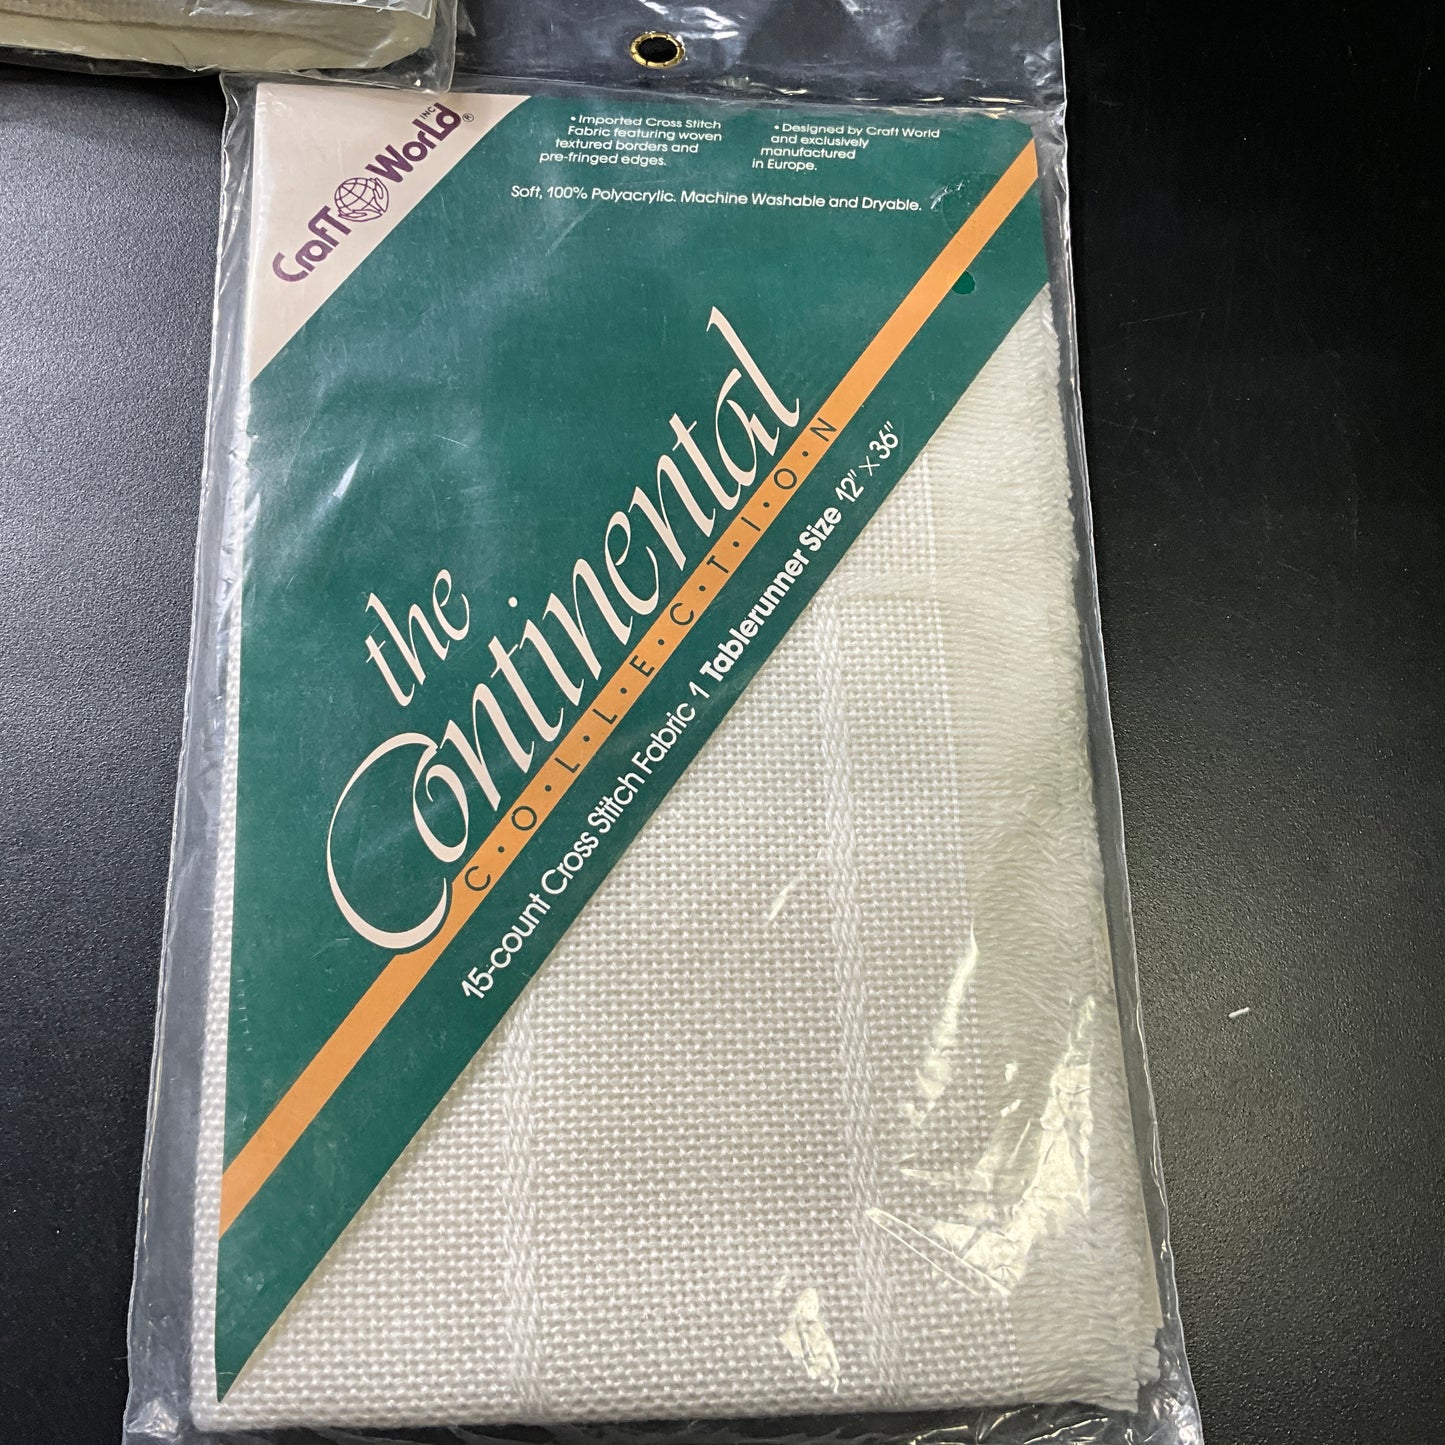 Craft World INC ®
• Imported Cross Stitch
Fabric featuring woven
textured borders and
pre-fringed edges.
• Designed by Craft World
and exclusively
manufactured
in Europe.
Soft, 100% Polyacrylic. Machine Washable and Dryable.
the
Continental
C•O•L•L•E•C•T•I•O•N
15-count Cross Stitch Fabric 1 Tablerunner Size 12" x 36"